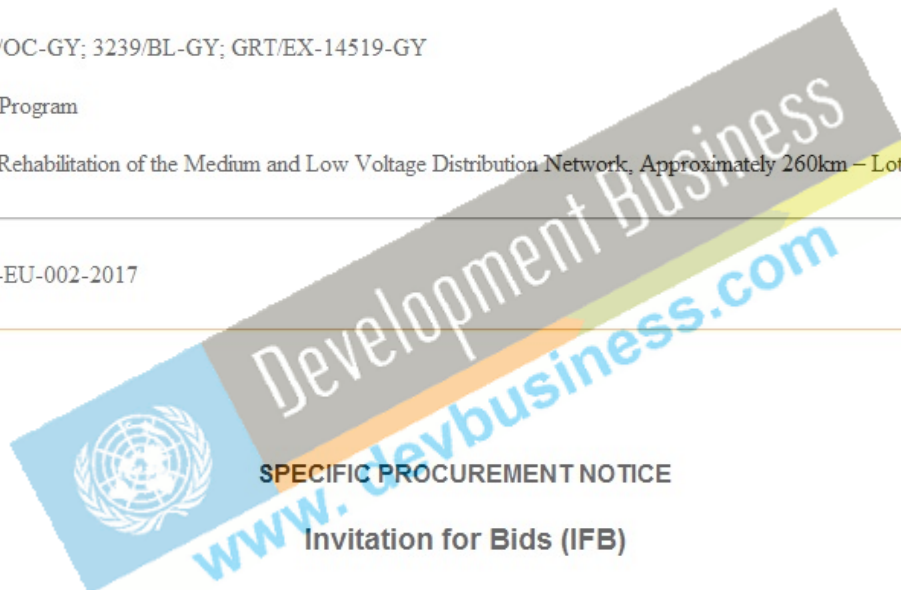 /OC-GY; 3239/BL-GY; GRT/EX-14519-GY
Program
Rehabilitation of the Medium and Low Voltage Distribution Network, Approximately 260km – Lot
-EU-002-2017
Development Business
www.devbusiness.com
SPECIFIC PROCUREMENT NOTICE
Invitation for Bids (IFB)